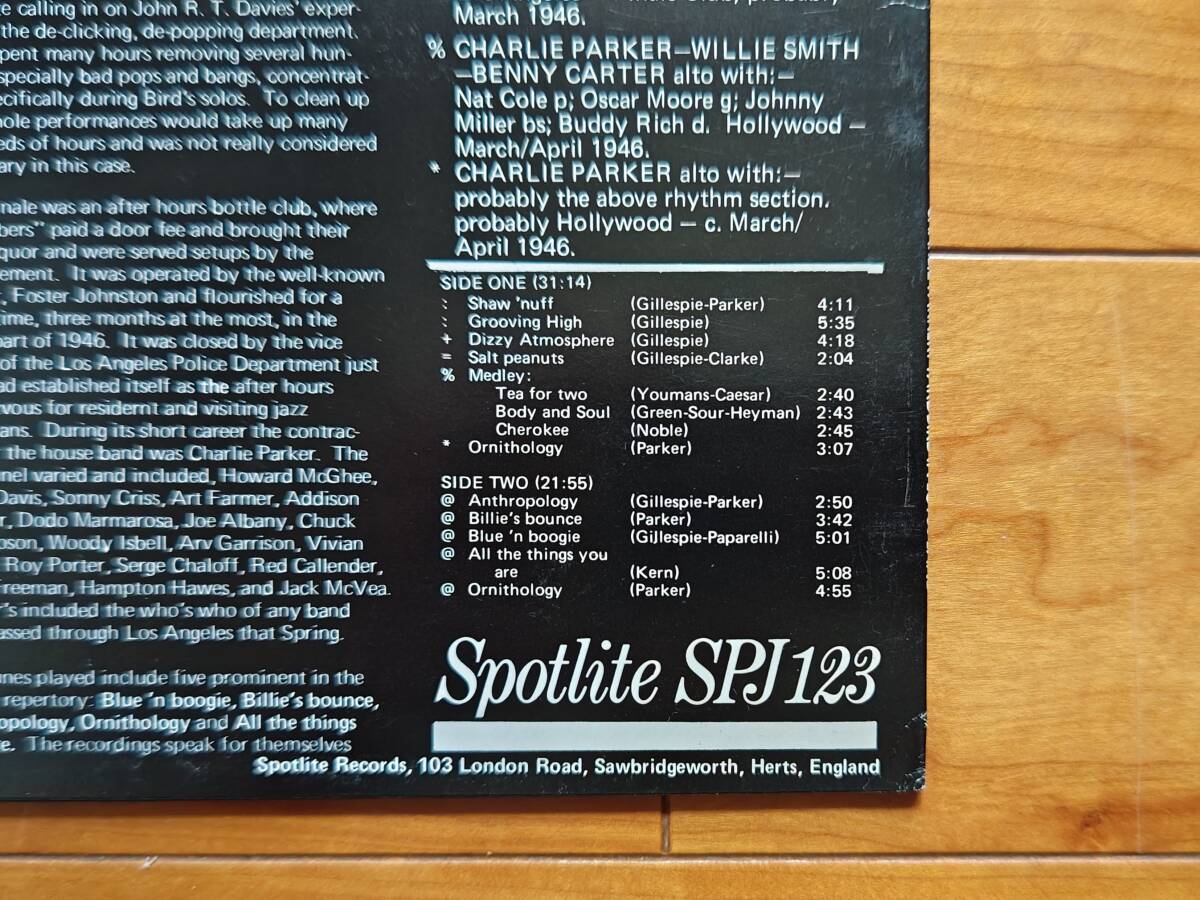 calling in on John R. T. Davies' exper-
the de-clicking, de-popping department.
spent many hours removing several hun-
especially bad pops and bangs, concentrat-
during Bird's solos. To clean up
performances would take up many
of hours and was not really considered
in this case.
was an after hours bottle club, where
paid a door fee and brought their
and were served setups by the
It was operated by the well-known
, Foster Johnston and flourished for a
time, three months at the most, in the
part of 1946. It was closed by the vice
of the Los Angeles Police Department just
established itself as the after hours
for residernt and visiting jazz
During its short career the contrac-
the house band was Charlie Parker. The
varied and included, Howard McGhee,
Davis, Sonny Criss, Art Farmer, Addison
Dodo Marmarosa, Joe Albany, Chuck
Woody Isbell, Arv Garrison, Vivian
Roy Porter, Serge Chaloff, Red Callender,
Freeman, Hampton Hawes, and Jack McVea.
included the who's who of any band
passed through Los Angeles that Spring.
played include five prominent in the
repertory: Blue 'n boogie, Billie's bounce,
Ornithology and All the things
The recordings speak for themselves
March 1946.
% CHARLIE PARKER—WILLIE SMITH
—BENNY CARTER alto with:—
Nat Cole p; Oscar Moore g; Johnny
Miller bs; Buddy Rich d. Hollywood —
March/April 1946.
* CHARLIE PARKER alto with:—
probably the above rhythm section.
probably Hollywood — c. March/
April 1946.
SIDE ONE (31:14)
: Shaw 'nuff (Gillespie-Parker) 4:11
: Grooving High (Gillespie) 5:35
+ Dizzy Atmosphere (Gillespie) 4:18
= Salt peanuts (Gillespie-Clarke) 2:04
% Medley:
Tea for two (Youmans-Caesar) 2:40
Body and Soul (Green-Sour-Heyman) 2:43
Cherokee (Noble) 2:45
* Ornithology (Parker) 3:07
SIDE TWO (21:55)
@ Anthropology (Gillespie-Parker) 2:50
@ Billie's bounce (Parker) 3:42
@ Blue 'n boogie (Gillespie-Paparelli) 5:01
@ All the things you
are (Kern) 5:08
@ Ornithology (Parker) 4:55
Spotlite SPJ 123
Spotlite Records, 103 London Road, Sawbridgeworth, Herts, England